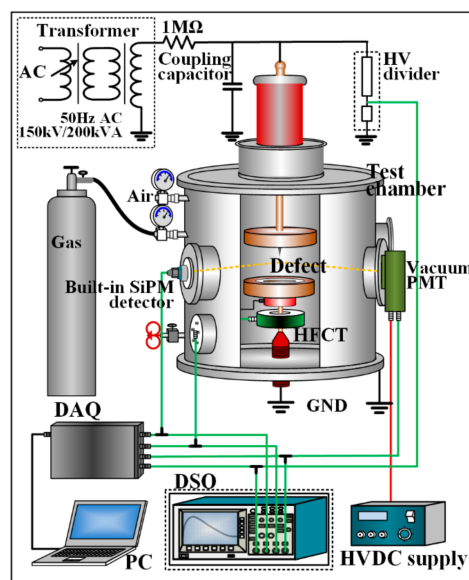 Transformer
AC
50Hz AC
150kV/200kVA
1MΩ
Coupling
capacitor
HV
divider
Test
chamber
Air
Gas
Defect
Built-in SiPM
detector
Vacuum
PMT
HFCT
GND
DAQ
DSO
PC
HVDC supply